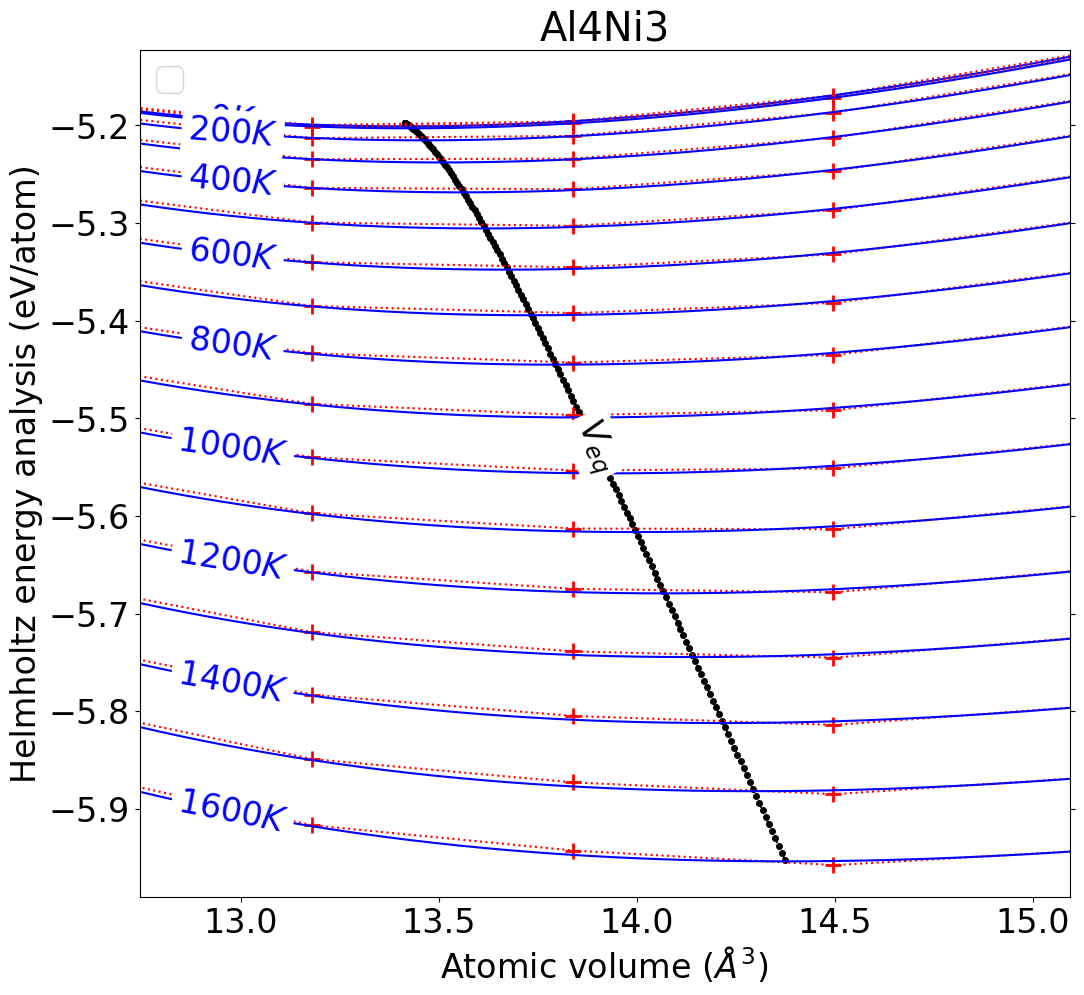 Al4Ni3
Helmholtz energy analysis (eV/atom)
−5.2
−5.3
−5.4
−5.5
−5.6
−5.7
−5.8
−5.9
0K
200K
400K
600K
800K
1000K
1200K
1400K
1600K
V_eq
13.0 13.5 14.0 14.5 15.0
Atomic volume (Å³)